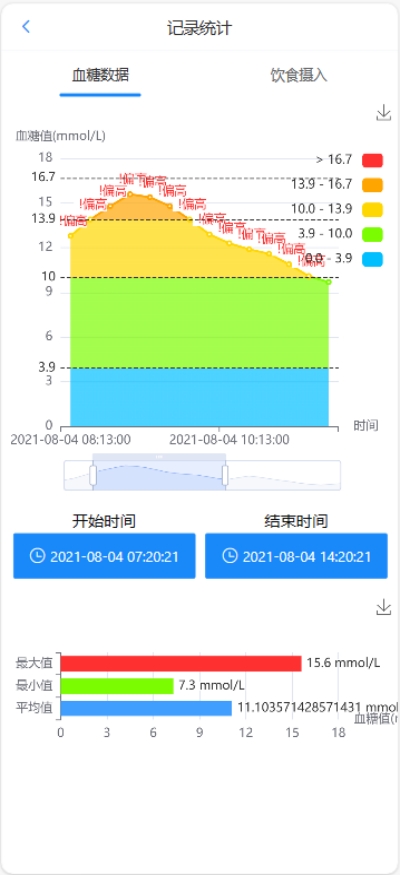 记录统计
血糖数据
饮食摄入
血糖值(mmol/L)
18
16.7
15
13.9
12
10
9
6
3.9
3
0
!偏高
!偏高
!偏高
!偏高
!偏高
!偏高
!偏高
!偏高
!偏高
!偏高
!偏高
!偏高
!偏高
> 16.7
13.9 - 16.7
10.0 - 13.9
3.9 - 10.0
0.0 - 3.9
时间
2021-08-04 08:13:00
2021-08-04 10:13:00
开始时间
结束时间
2021-08-04 07:20:21
2021-08-04 14:20:21
最大值
15.6 mmol/L
最小值
7.3 mmol/L
平均值
11.103571428571431 mmol
血糖值(m
0 3 6 9 12 15 18